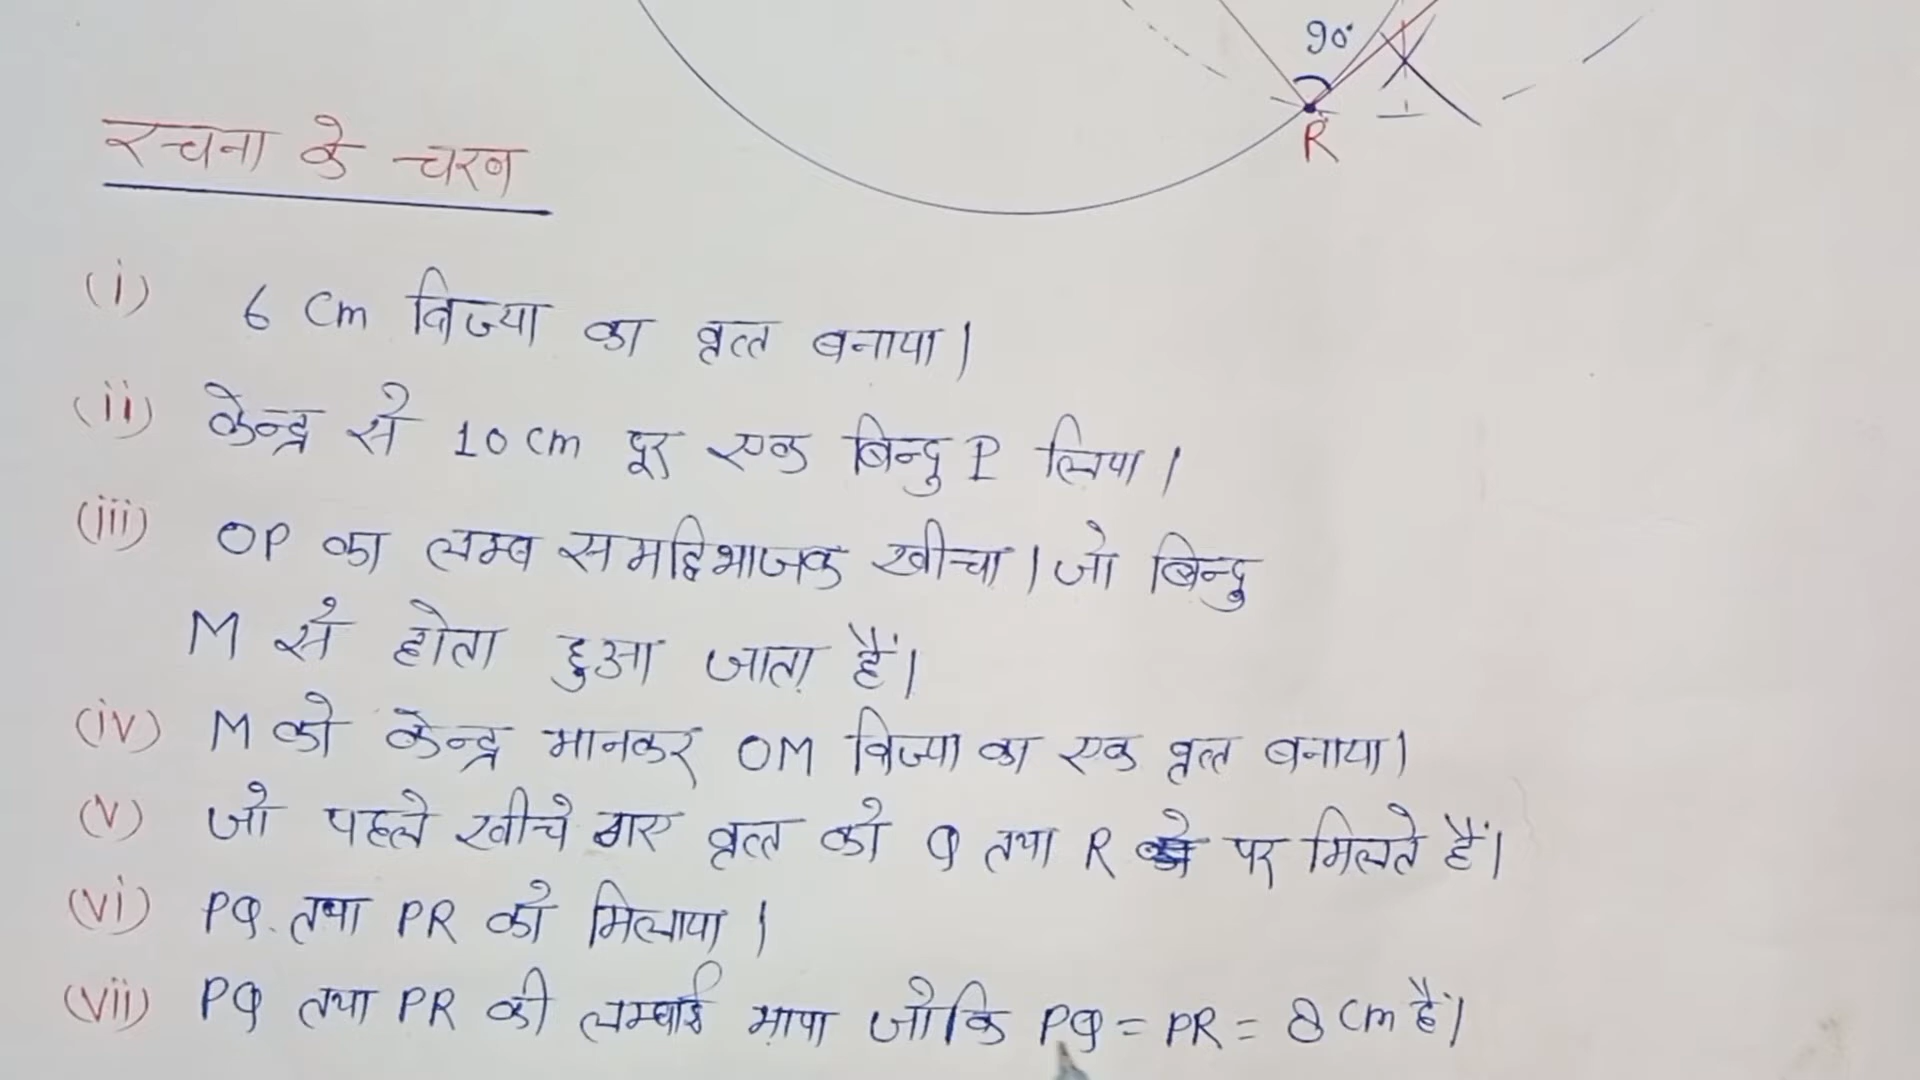 90°
R
रचना के चरन
(i) 6 Cm त्रिज्या का वृत्त बनाया।
(ii) केन्द्र से 10 cm दूर एक बिन्दु P लिया।
(iii) OP का लम्ब समद्विभाजक खीचा। जो बिन्दु
M से होता हुआ जाता हैं।
(iv) M को केन्द्र मानकर OM त्रिज्या का एक वृत्त बनाया।
(v) जो पहले खीचे गए वृत्त को Q तथा R पर मिलते हैं।
(vi) PQ. तथा PR को मिलाया।
(vii) PQ तथा PR की लम्बाई मापा जोकि PQ = PR = 8 cm हैं।